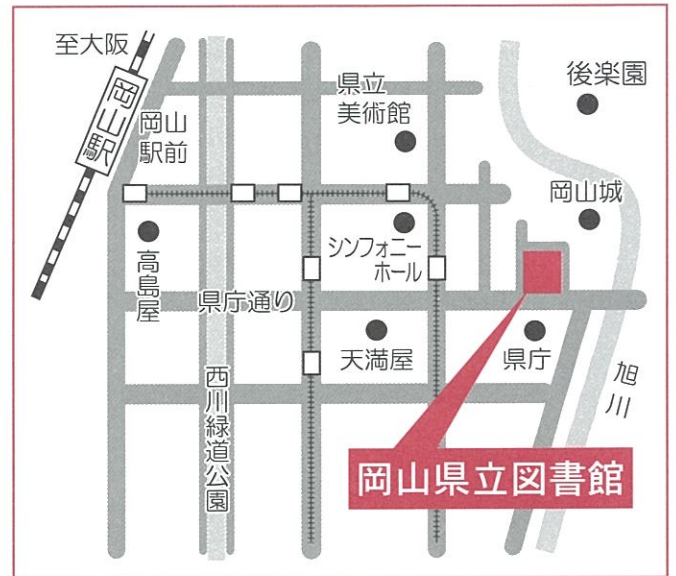 至大阪
岡山駅
岡山
駅前
県立
美術館
後楽園
岡山城
高島屋
シンフォニー
ホール
県庁通り
天満屋
県庁
西川緑道公園
旭川
岡山県立図書館